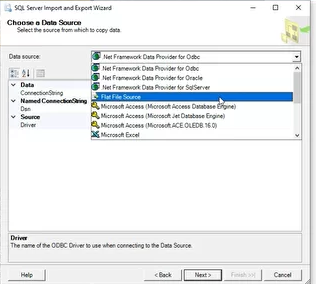 SQL Server Import and Export Wizard
Choose a Data Source
Select the source from which to copy data.
Data source:
.Net Framework Data Provider for Odbc
.Net Framework Data Provider for Odbc
.Net Framework Data Provider for Oracle
.Net Framework Data Provider for SqlServer
Flat File Source
Microsoft Access (Microsoft Access Database Engine)
Microsoft Access (Microsoft Jet Database Engine)
Microsoft Access (Microsoft.ACE.OLEDB.16.0)
Microsoft Excel
Data
ConnectionString
Named ConnectionString
Dsn
Source
Driver
Driver
The name of the ODBC Driver to use when connecting to the Data Source.
Help
< Back
Next >
Finish >>|
Cancel